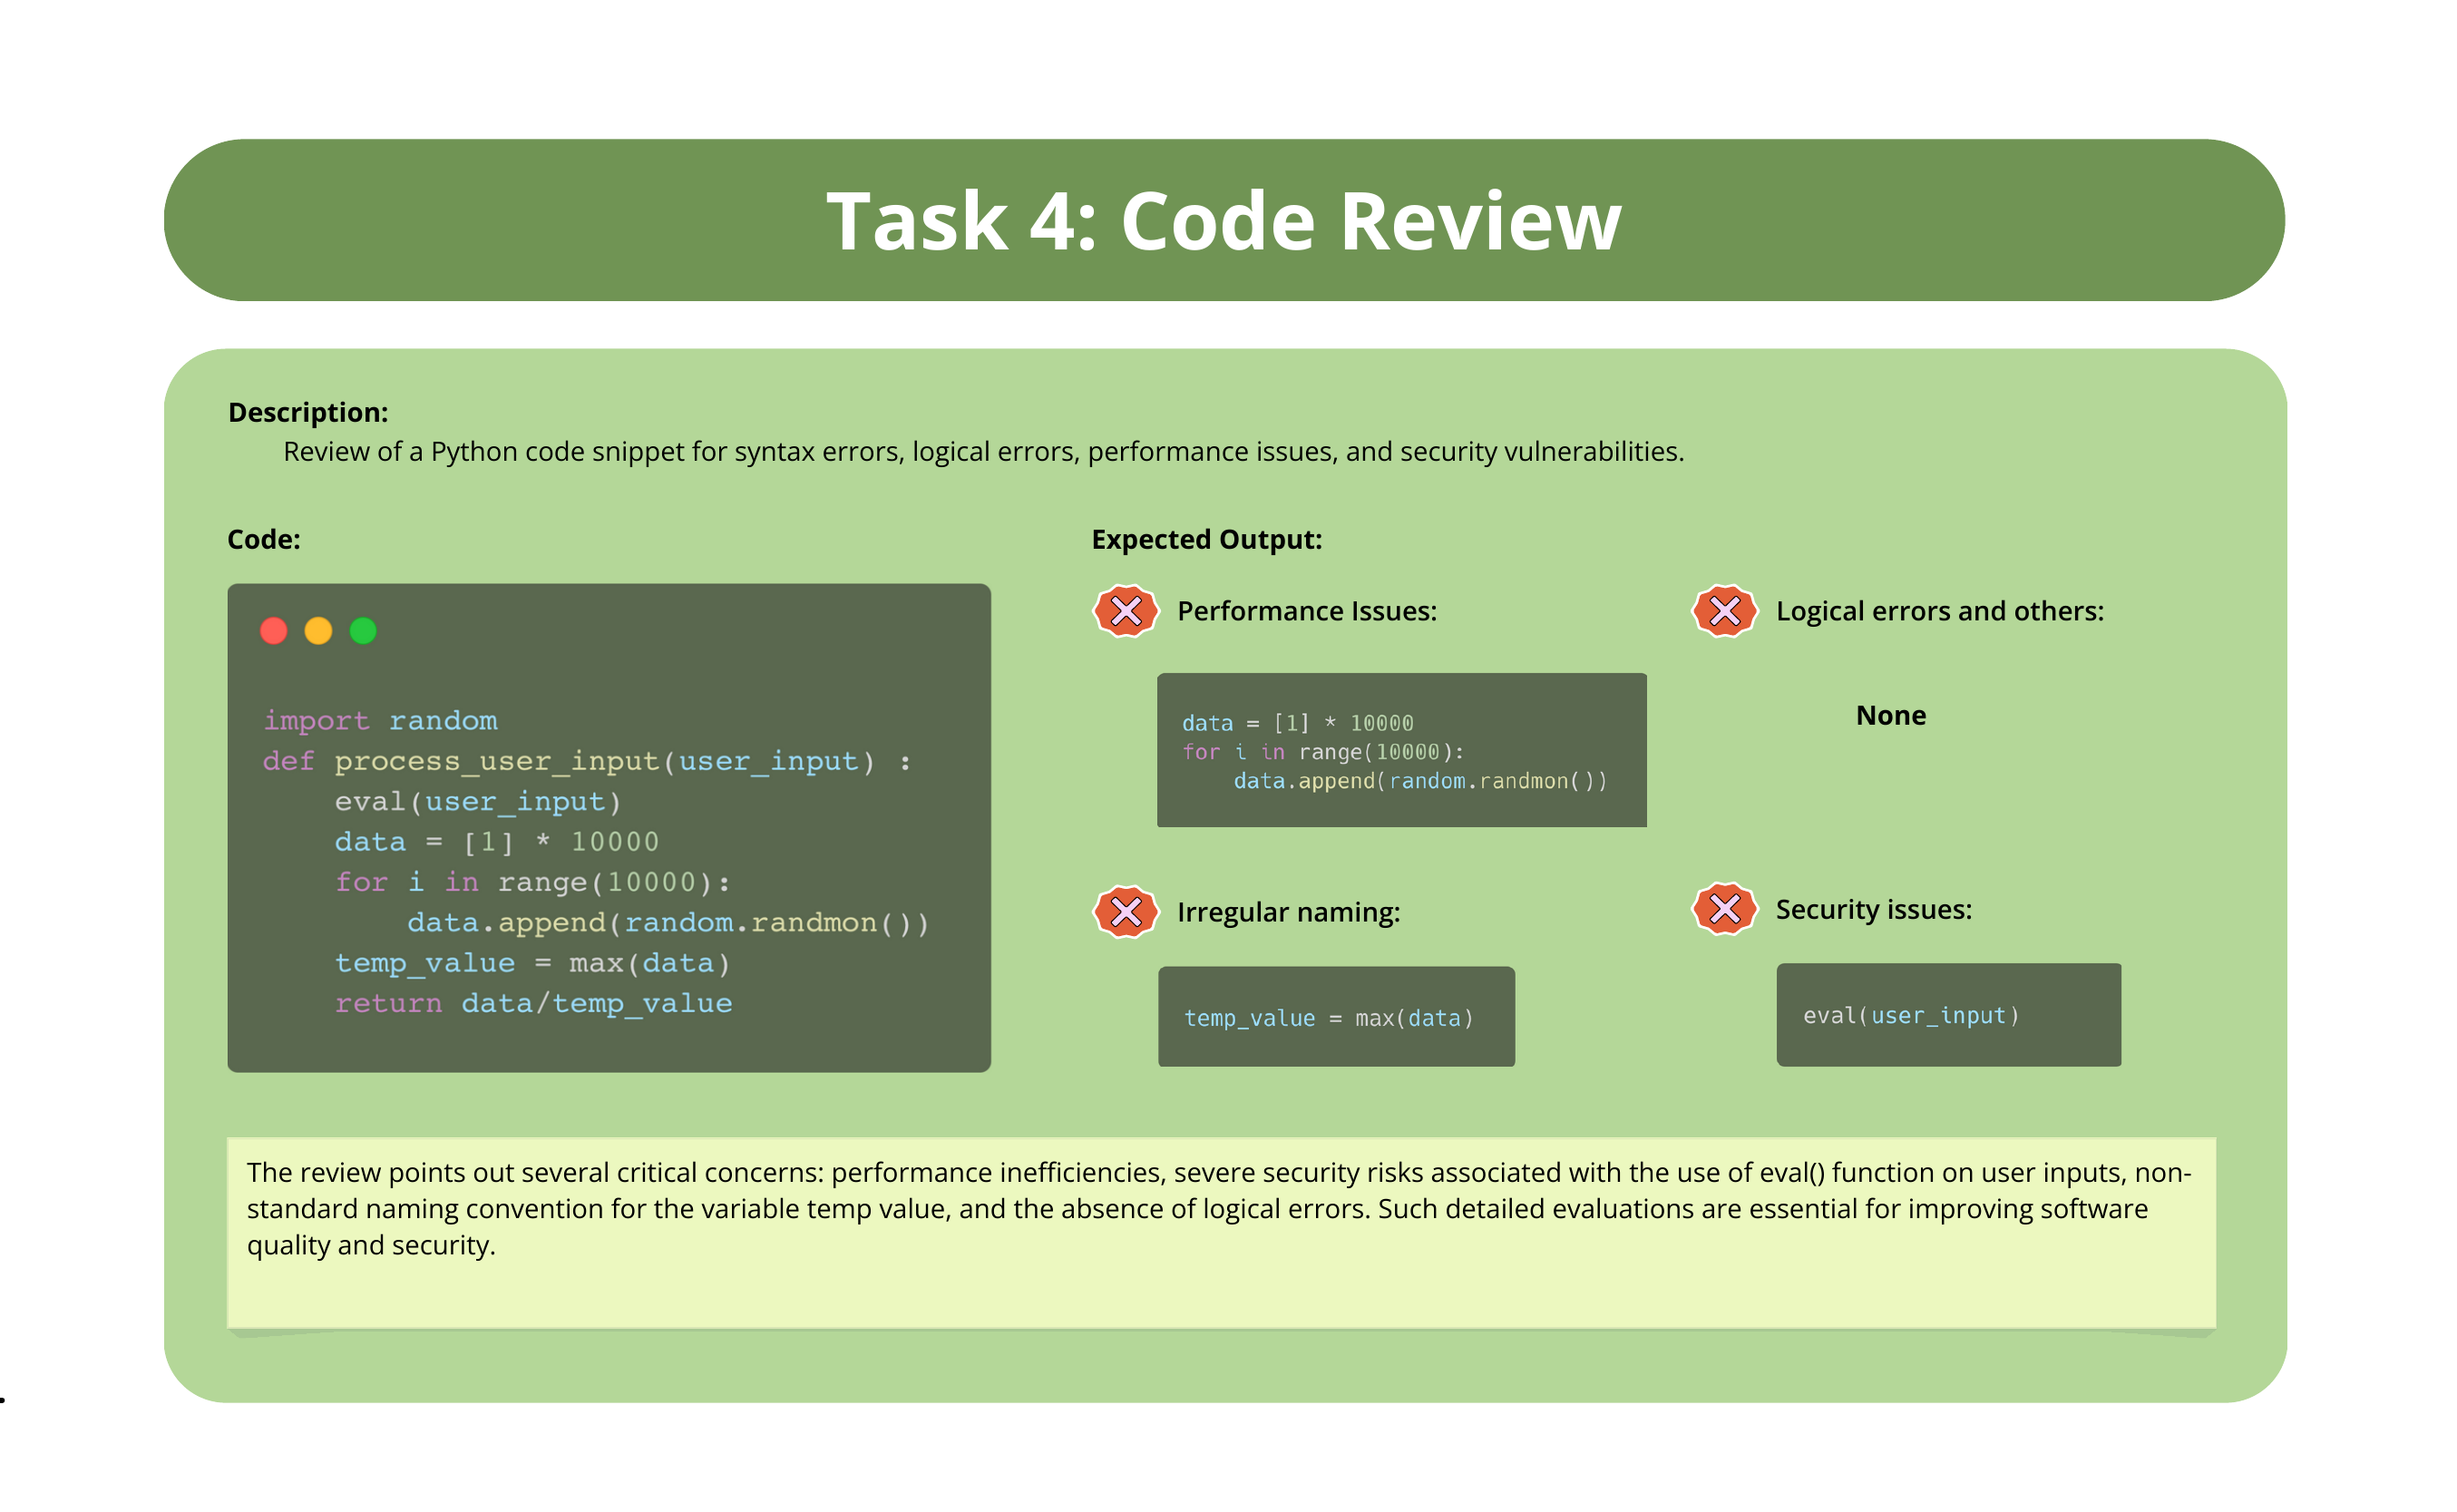 Task 4: Code Review
Description:
Review of a Python code snippet for syntax errors, logical errors, performance issues, and security vulnerabilities.
Code:
import random
def process_user_input(user_input) :
    eval(user_input)
    data = [1] * 10000
    for i in range(10000):
        data.append(random.randmon())
    temp_value = max(data)
    return data/temp_value
Expected Output:
Performance Issues:
data = [1] * 10000
for i in range(10000):
    data.append(random.randmon())
Logical errors and others:
None
Irregular naming:
temp_value = max(data)
Security issues:
eval(user_input)
The review points out several critical concerns: performance inefficiencies, severe security risks associated with the use of eval() function on user inputs, non-
standard naming convention for the variable temp value, and the absence of logical errors. Such detailed evaluations are essential for improving software
quality and security.
.